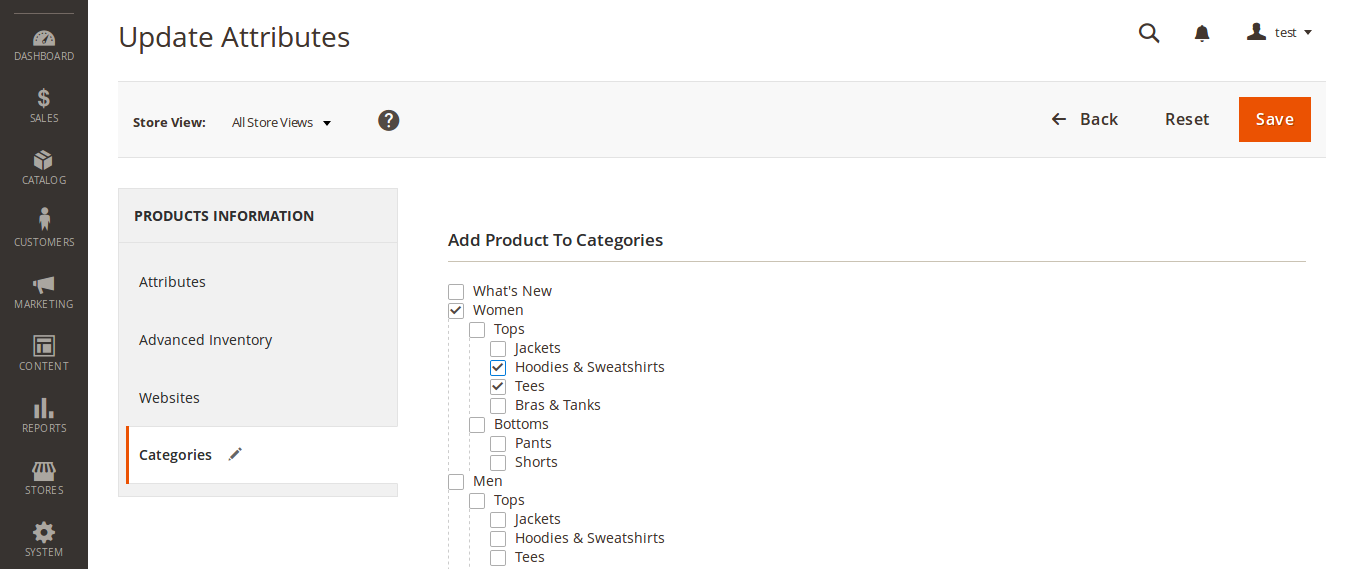 Update Attributes
test
DASHBOARD
SALES
CATALOG
CUSTOMERS
MARKETING
CONTENT
REPORTS
STORES
SYSTEM
Store View: All Store Views ?
Back Reset Save
PRODUCTS INFORMATION
Attributes
Advanced Inventory
Websites
Categories
Add Product To Categories
What's New
Women
Tops
Jackets
Hoodies & Sweatshirts
Tees
Bras & Tanks
Bottoms
Pants
Shorts
Men
Tops
Jackets
Hoodies & Sweatshirts
Tees